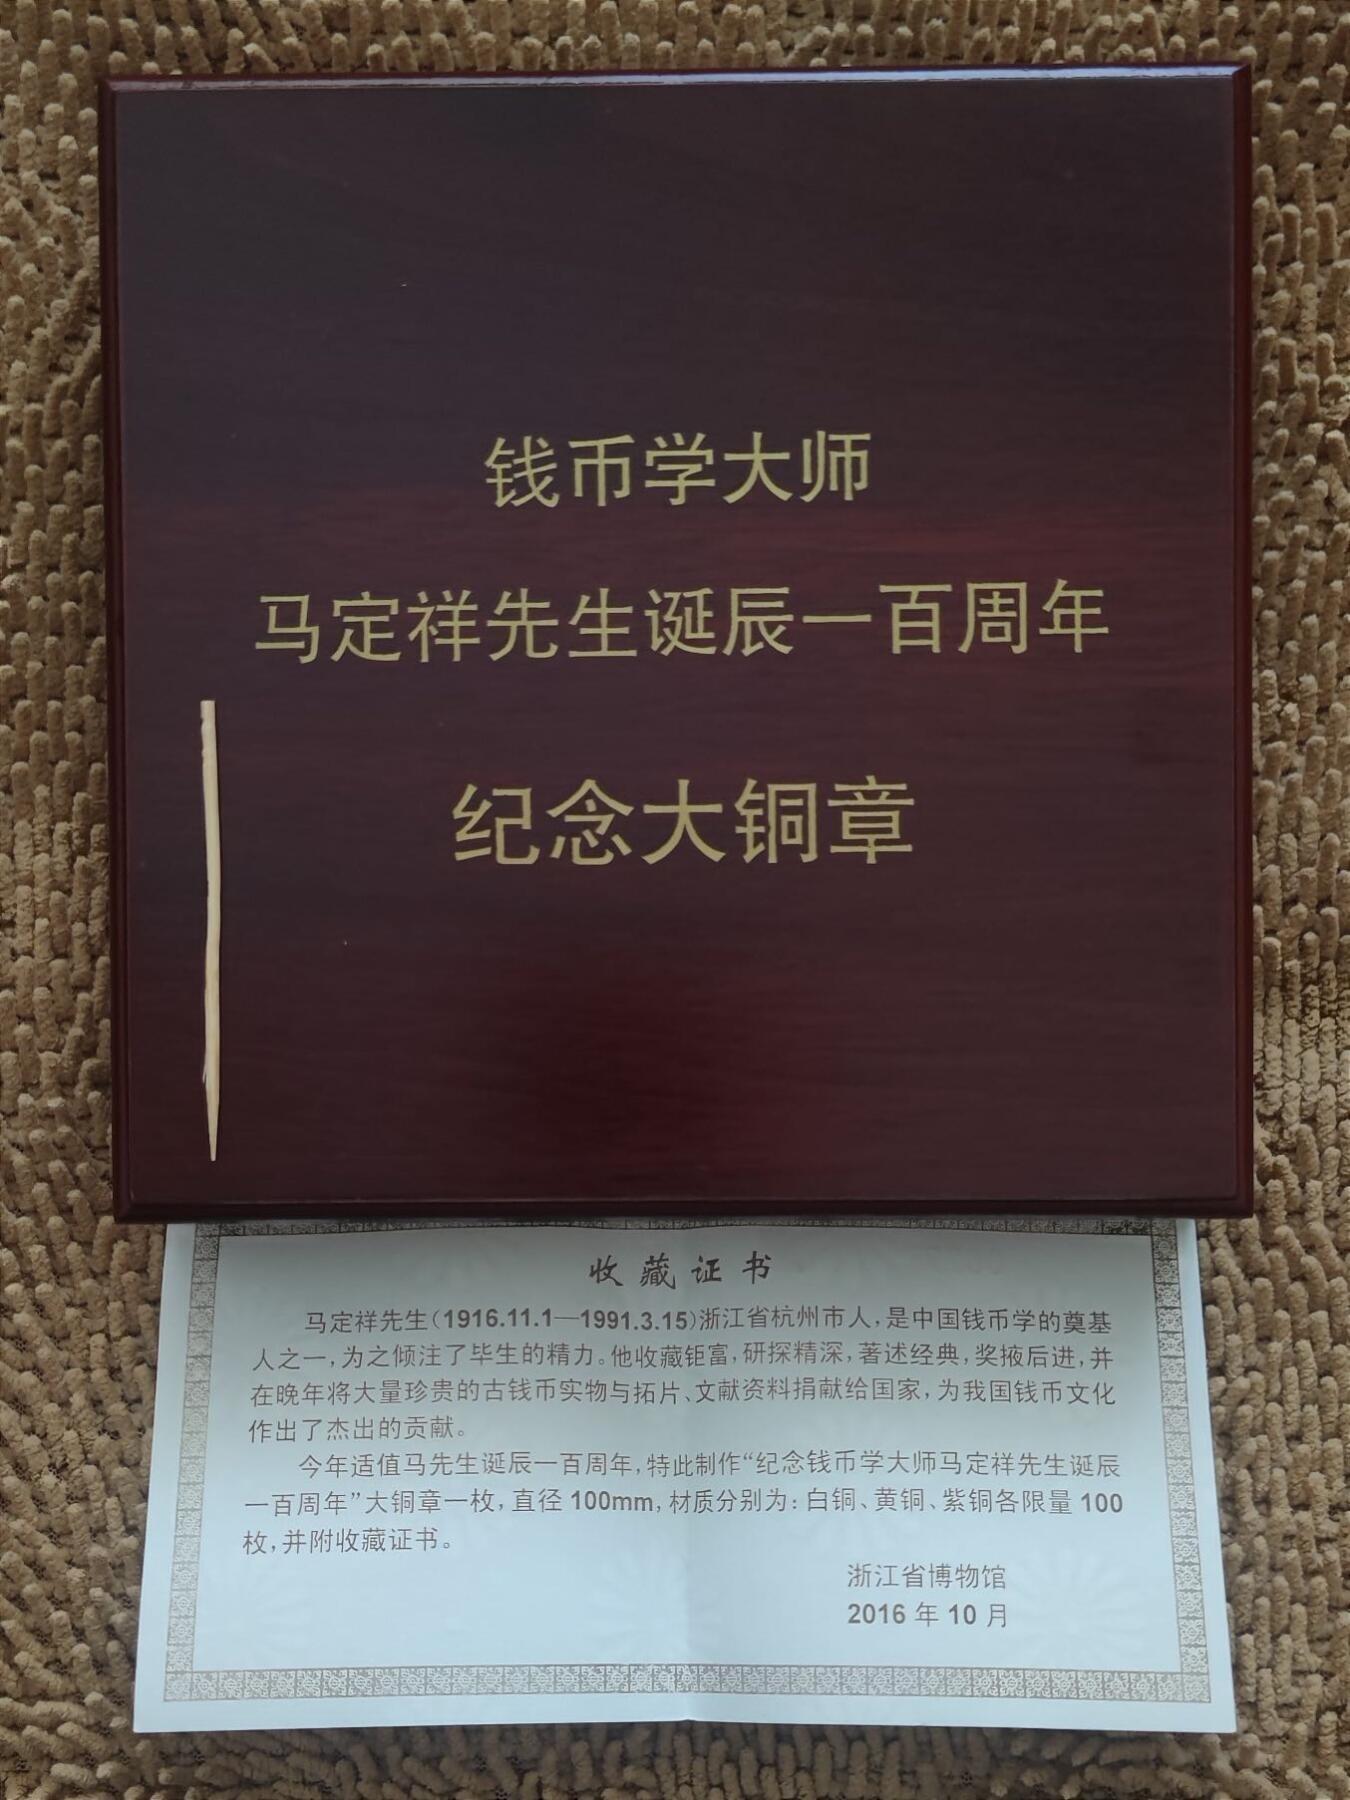 钱币学大师
马定祥先生诞辰一百周年
纪念大铜章
收藏证书
马定祥先生(1916.11.1—1991.3.15)浙江省杭州市人,是中国钱币学的奠基
人之一,为之倾注了毕生的精力。他收藏钜富,研探精深,著述经典,奖掖后进,并
在晚年将大量珍贵的古钱币实物与拓片、文献资料捐献给国家,为我国钱币文化
作出了杰出的贡献。
今年适值马先生诞辰一百周年,特此制作“纪念钱币学大师马定祥先生诞辰
一百周年”大铜章一枚,直径100mm,材质分别为:白铜、黄铜、紫铜各限量100
枚,并附收藏证书。
浙江省博物馆
2016年10月